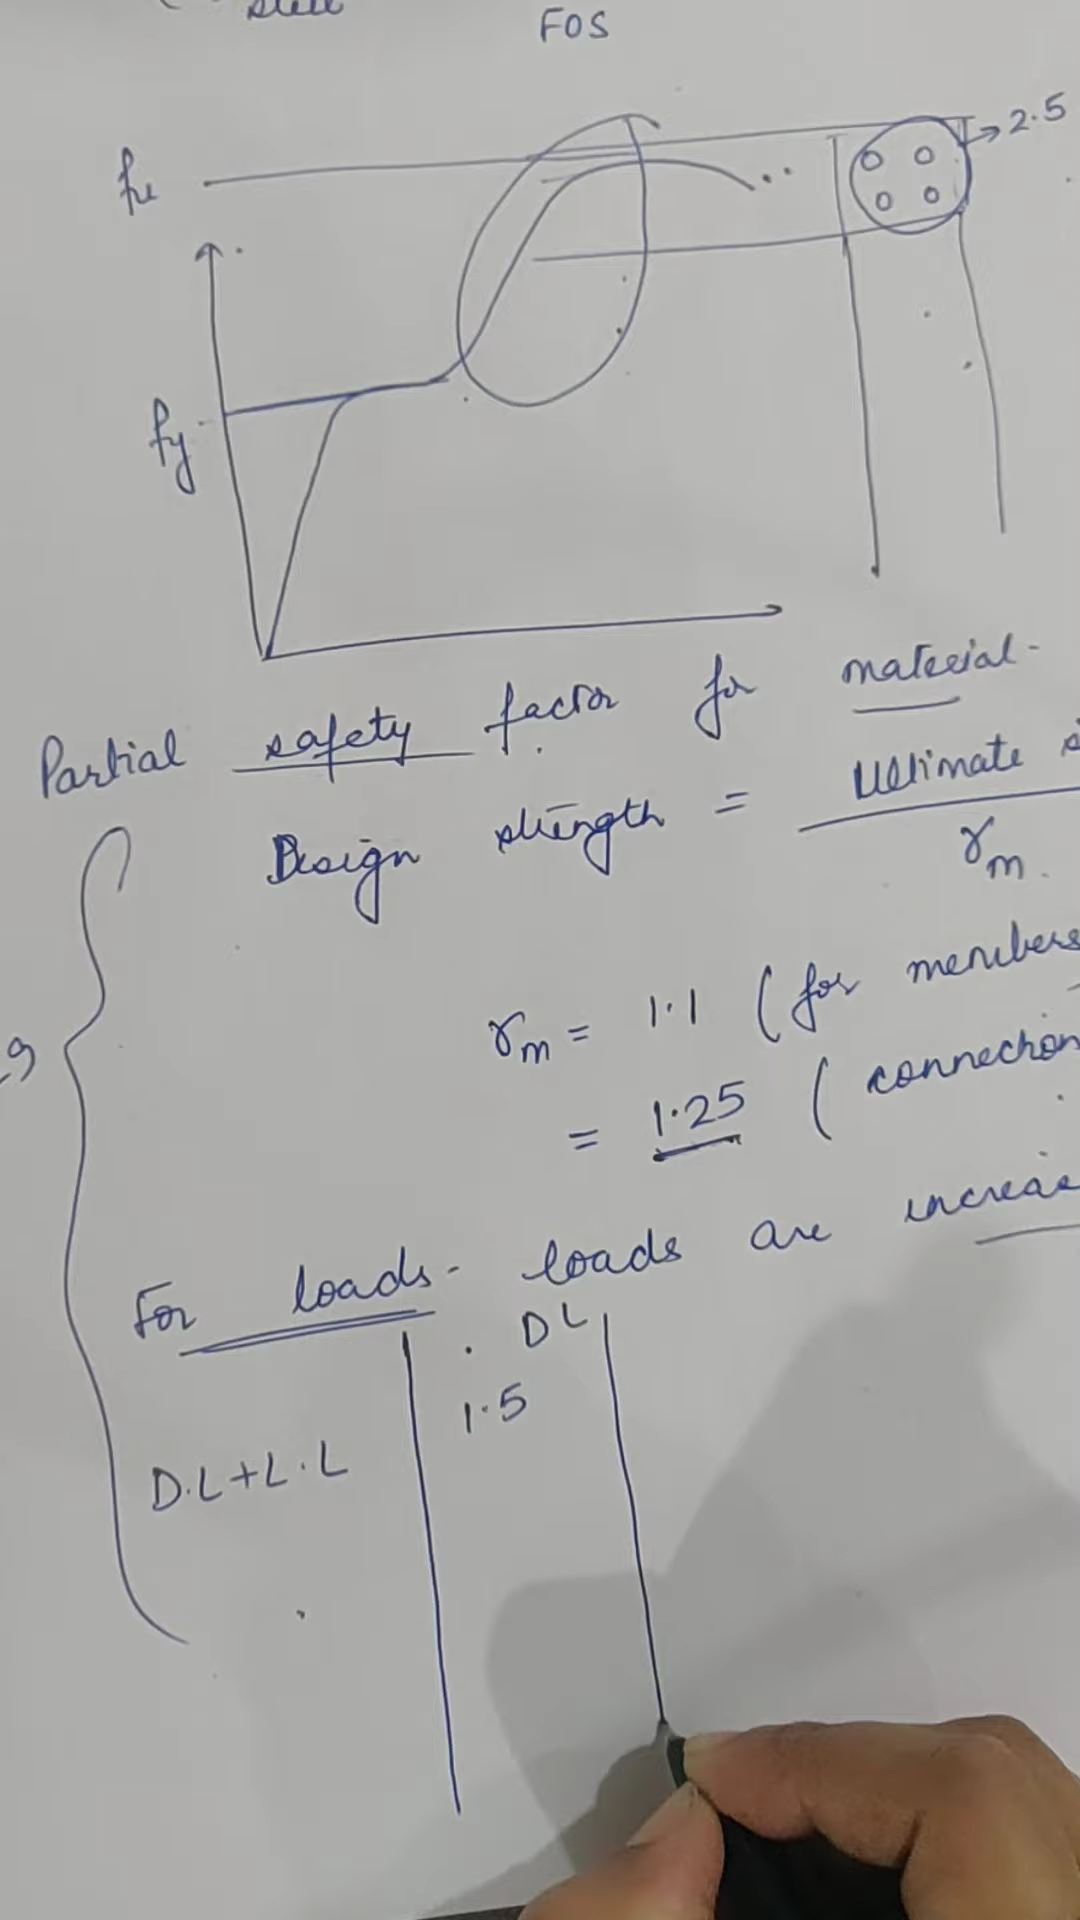 FOS
fu
2.5
fy
Partial safety factor for material -
Design strength = Ultimate
γm
γm = 1.1 (for members
= 1.25 (connection
For loads - loads are increas
DL
1.5
D.L+L.L